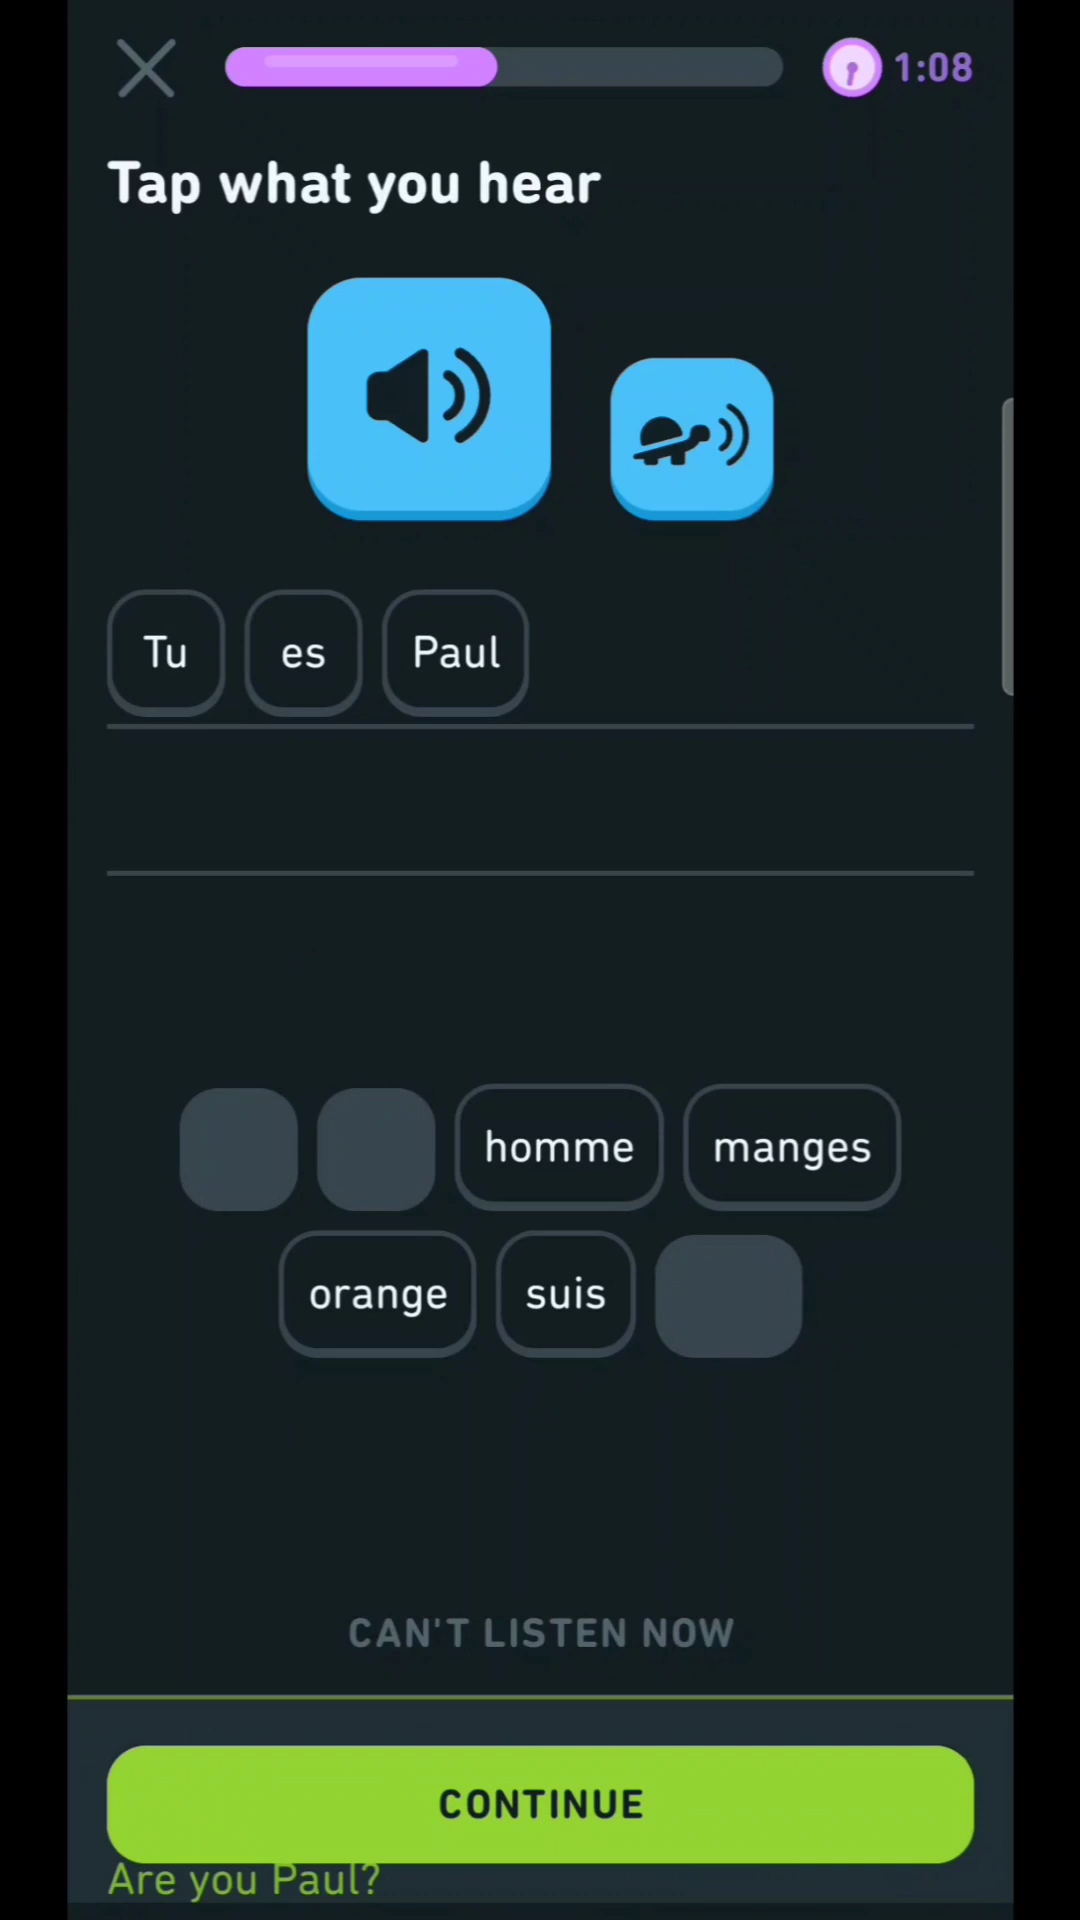 1:08
Tap what you hear
Tu es Paul
homme manges
orange suis
CAN'T LISTEN NOW
CONTINUE
Are you Paul?